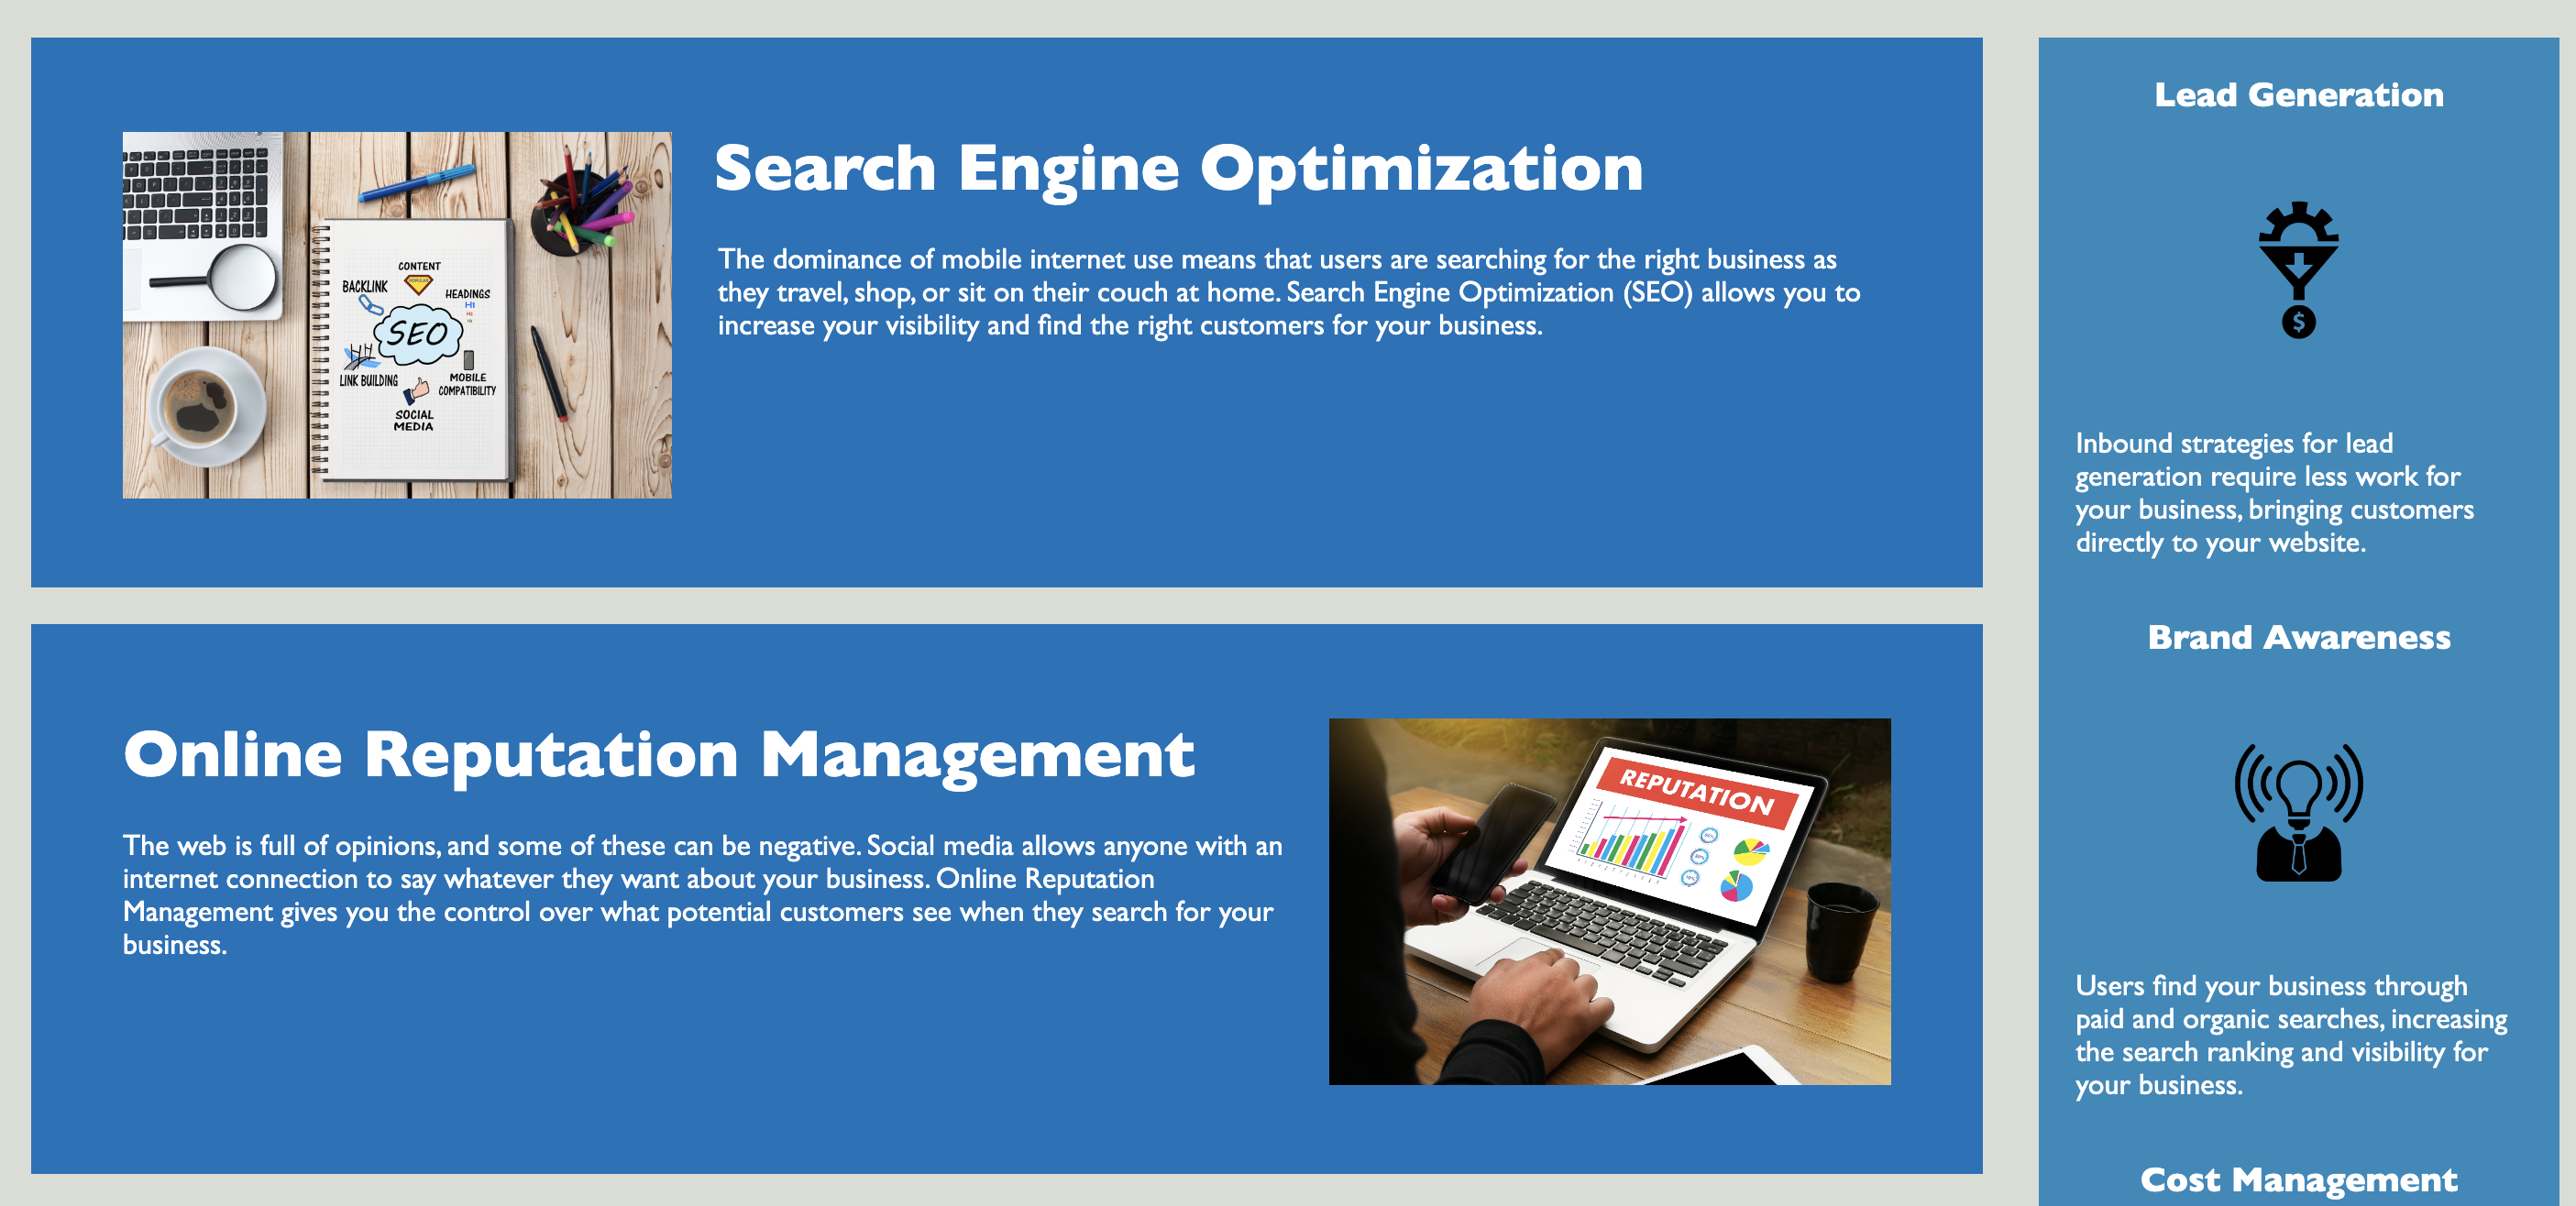 Search Engine Optimization
The dominance of mobile internet use means that users are searching for the right business as
they travel, shop, or sit on their couch at home. Search Engine Optimization (SEO) allows you to
increase your visibility and find the right customers for your business.
CONTENT
BACKLINK
HEADINGS
H1
SEO
LINK BUILDING
MOBILE
COMPATIBILITY
SOCIAL
MEDIA
Online Reputation Management
The web is full of opinions, and some of these can be negative. Social media allows anyone with an
internet connection to say whatever they want about your business. Online Reputation
Management gives you the control over what potential customers see when they search for your
business.
REPUTATION
Lead Generation
$
Inbound strategies for lead
generation require less work for
your business, bringing customers
directly to your website.
Brand Awareness
Users find your business through
paid and organic searches, increasing
the search ranking and visibility for
your business.
Cost Management